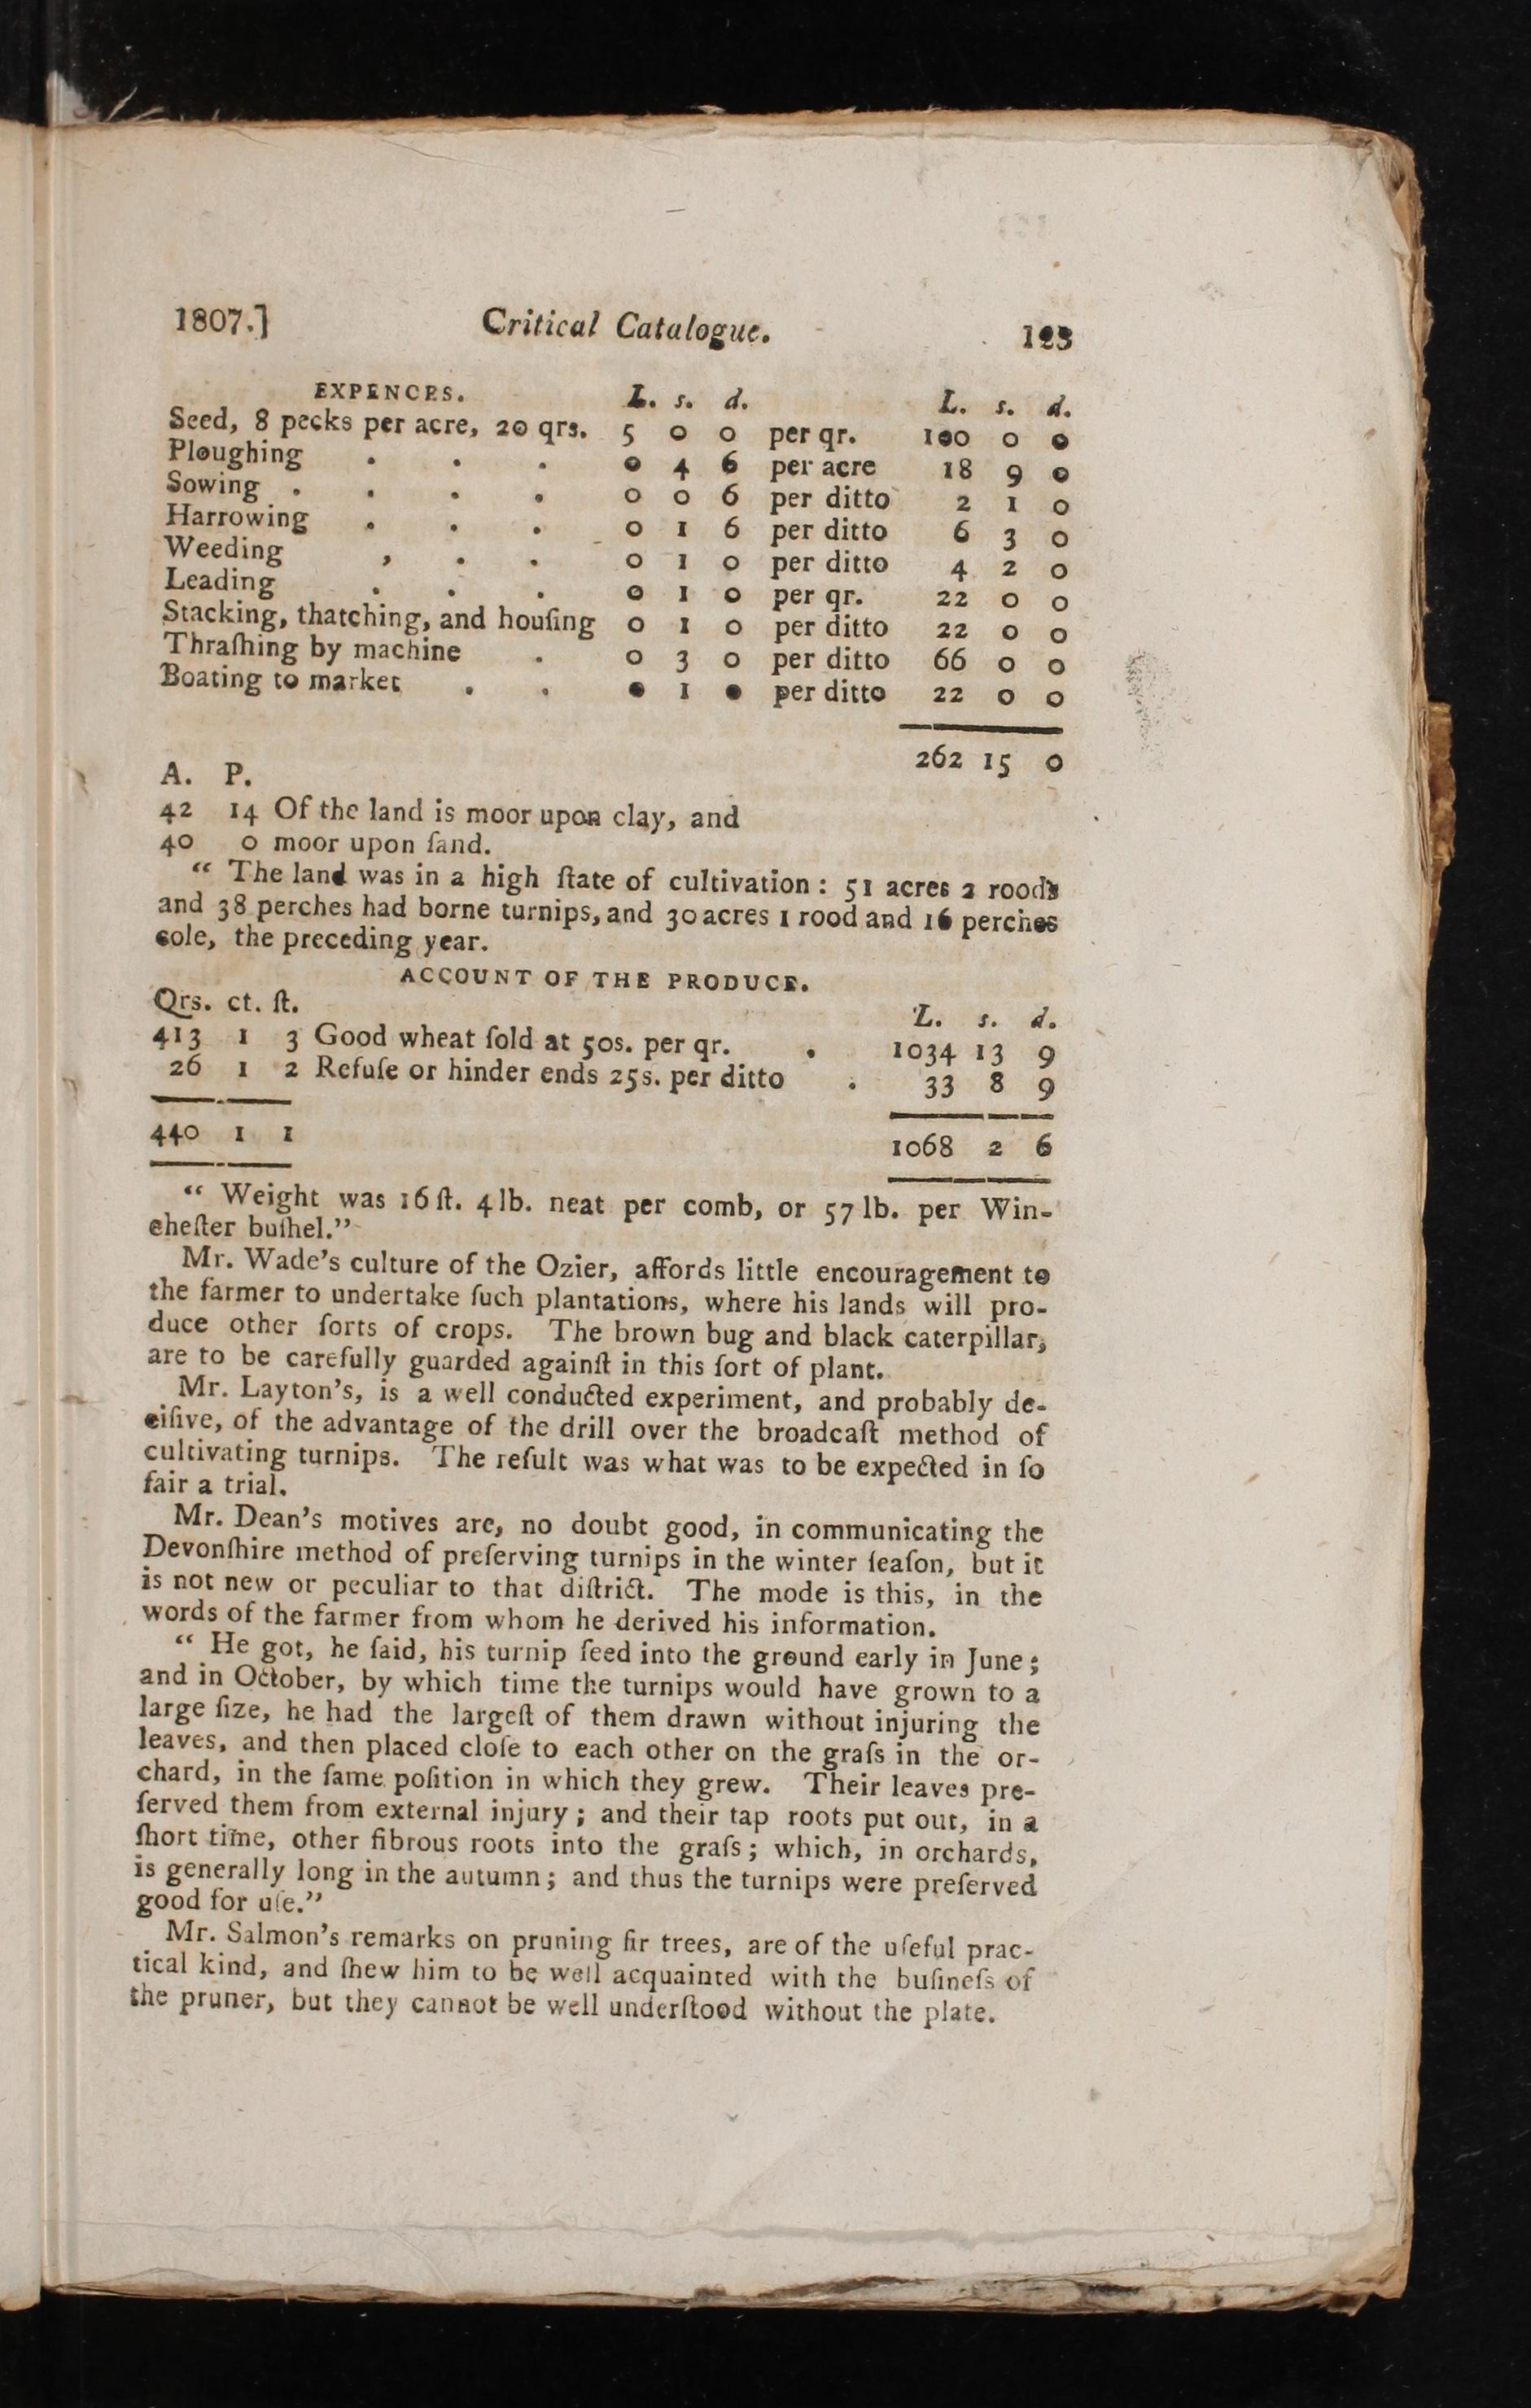 1807.] Critical Catalogue. 123
EXPENCES. L. s. d. L. s. d.
Seed, 8 pecks per acre, 20 qrs. 5 0 0 per qr. 100 0 0
Ploughing . . . 0 4 6 per acre 18 9 0
Sowing . . . . 0 0 6 per ditto 2 1 0
Harrowing . . . 0 1 6 per ditto 6 3 0
Weeding , . . 0 1 0 per ditto 4 2 0
Leading . . . 0 1 0 per qr. 22 0 0
Stacking, thatching, and houſing 0 1 0 per ditto 22 0 0
Thraſhing by machine . 0 3 0 per ditto 66 0 0
Boating to market . . 0 1 0 per ditto 22 0 0
262 15 0
A. P.
42 14 Of the land is moor upon clay, and
40 0 moor upon ſand.
“ The land was in a high ſtate of cultivation : 51 acres 2 roods
and 38 perches had borne turnips, and 30 acres 1 rood and 16 perches
cole, the preceding year.
ACCOUNT OF THE PRODUCE.
Qrs. ct. ſt. L. s. d.
413 1 3 Good wheat ſold at 50s. per qr. . 1034 13 9
26 1 2 Refuſe or hinder ends 25s. per ditto . 33 8 9
440 1 1 1068 2 6
“ Weight was 16 ſt. 4 lb. neat per comb, or 57 lb. per Win-
cheſter buſhel.”
Mr. Wade’s culture of the Ozier, affords little encouragement to
the farmer to undertake ſuch plantations, where his lands will pro-
duce other ſorts of crops. The brown bug and black caterpillar,
are to be carefully guarded againſt in this ſort of plant.
Mr. Layton’s, is a well conducted experiment, and probably de-
ciſive, of the advantage of the drill over the broadcaſt method of
cultivating turnips. The reſult was what was to be expected in ſo
fair a trial.
Mr. Dean’s motives are, no doubt good, in communicating the
Devonſhire method of preſerving turnips in the winter ſeaſon, but it
is not new or peculiar to that diſtrict. The mode is this, in the
words of the farmer from whom he derived his information.
“ He got, he ſaid, his turnip ſeed into the ground early in June ;
and in October, by which time the turnips would have grown to a
large ſize, he had the largeſt of them drawn without injuring the
leaves, and then placed cloſe to each other on the graſs in the or-
chard, in the ſame poſition in which they grew. Their leaves pre-
ſerved them from external injury ; and their tap roots put out, in a
ſhort time, other fibrous roots into the graſs ; which, in orchards,
is generally long in the autumn ; and thus the turnips were preſerved
good for uſe.”
Mr. Salmon’s remarks on pruning fir trees, are of the uſeful prac-
tical kind, and ſhew him to be well acquainted with the buſineſs of
the pruner, but they cannot be well underſtood without the plate.